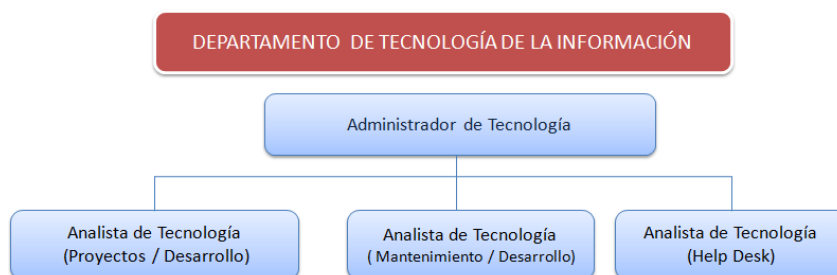 DEPARTAMENTO DE TECNOLOGÍA DE LA INFORMACIÓN
Administrador de Tecnología
Analista de Tecnología
(Proyectos / Desarrollo)
Analista de Tecnología
( Mantenimiento / Desarrollo)
Analista de Tecnología
(Help Desk)